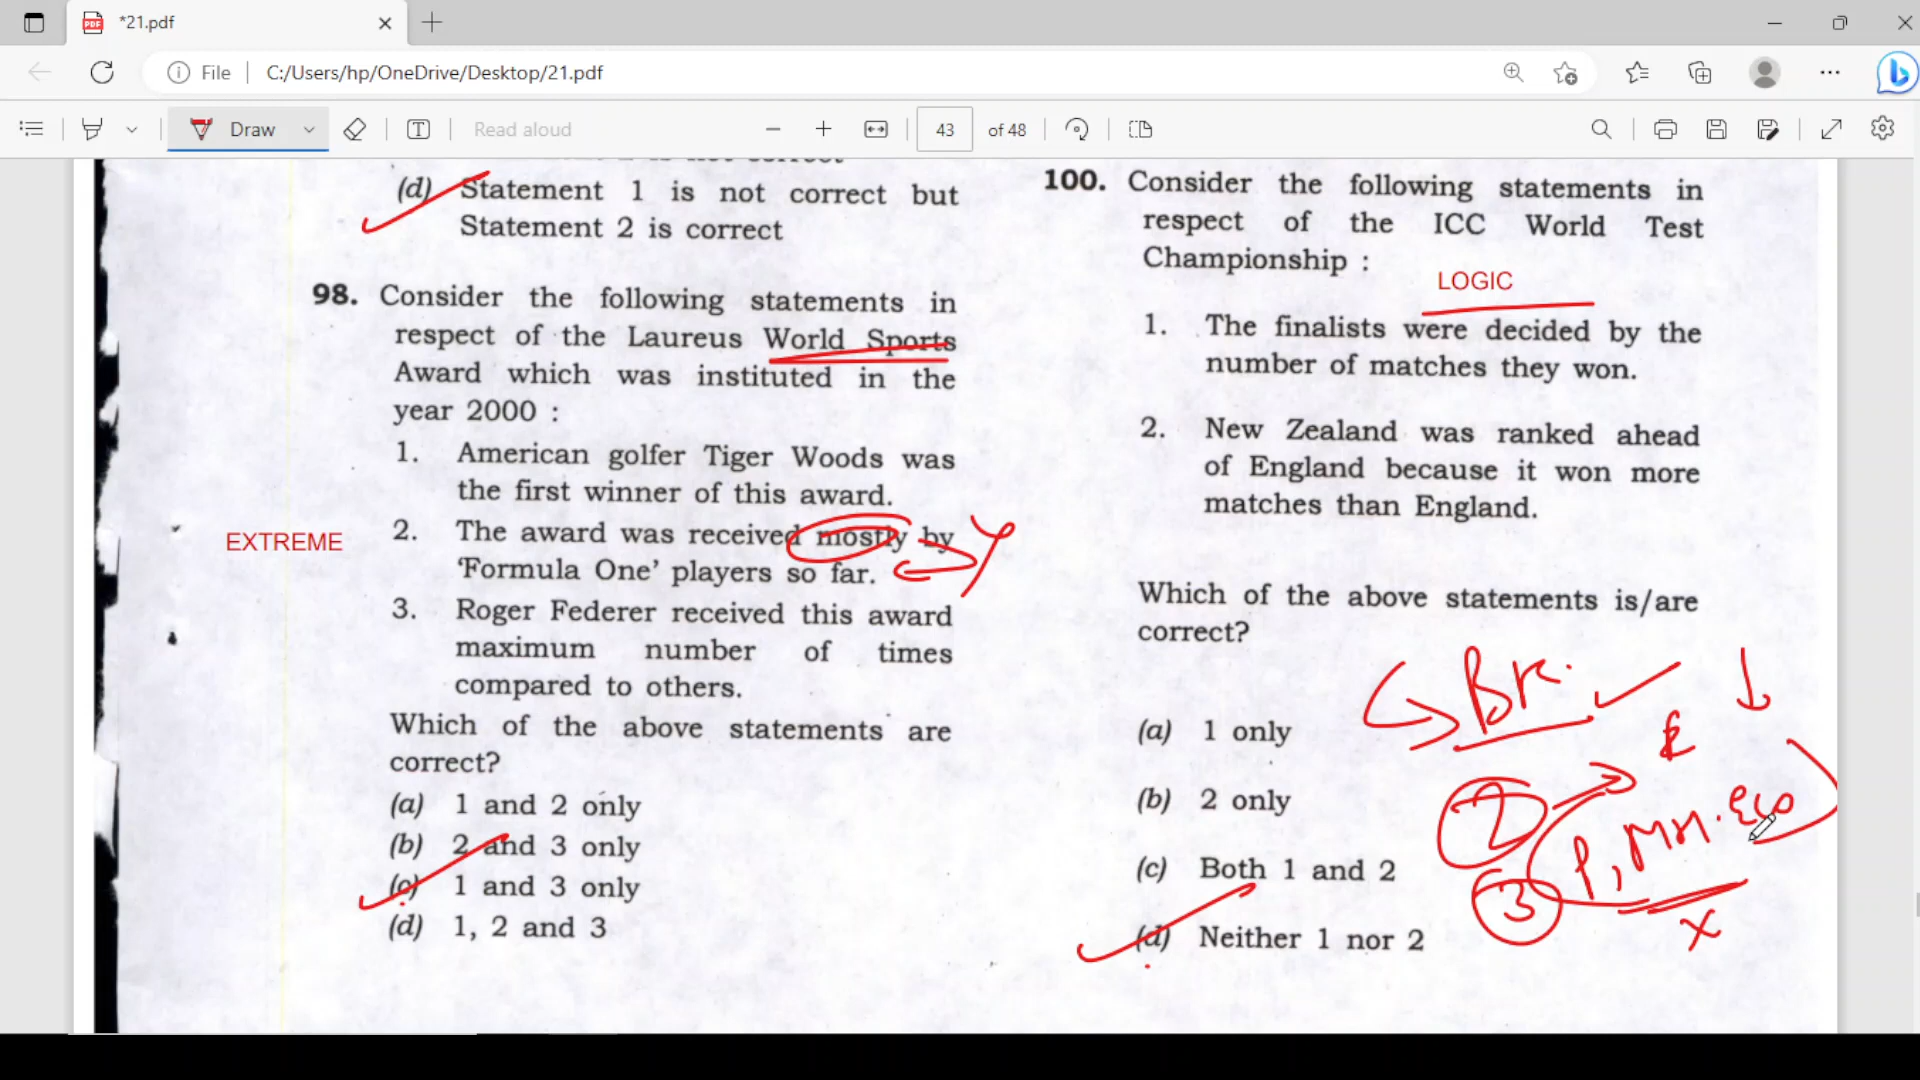 *21.pdf
File
C:/Users/hp/OneDrive/Desktop/21.pdf
Draw
Read aloud
43
of 48
(d) Statement 1 is not correct but
Statement 2 is correct
98. Consider the following statements in
respect of the Laureus World Sports
Award which was instituted in the
year 2000 :
1. American golfer Tiger Woods was
the first winner of this award.
EXTREME
2. The award was received mostly by
'Formula One' players so far.
3. Roger Federer received this award
maximum number of times
compared to others.
Which of the above statements are
correct?
(a) 1 and 2 only
(b) 2 and 3 only
(c) 1 and 3 only
(d) 1, 2 and 3
100. Consider the following statements in
respect of the ICC World Test
Championship :
LOGIC
1. The finalists were decided by the
number of matches they won.
2. New Zealand was ranked ahead
of England because it won more
matches than England.
Which of the above statements is/are
correct?
(a) 1 only
(b) 2 only
(c) Both 1 and 2
(d) Neither 1 nor 2
2
3